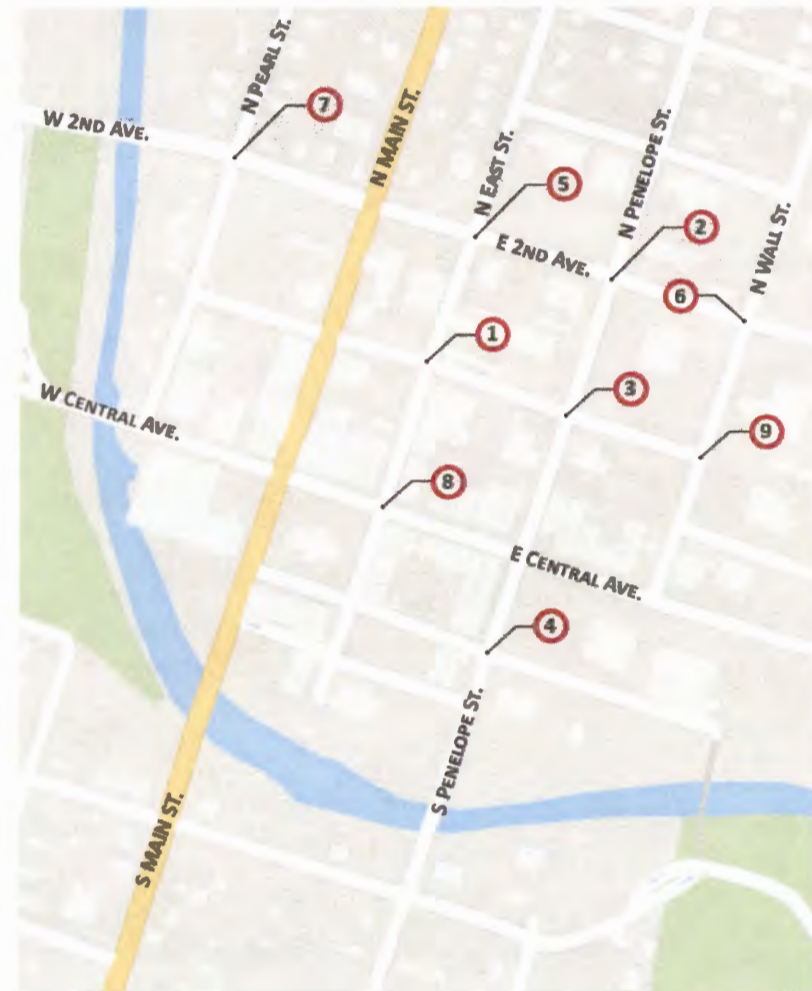 N PEARL ST.
7
W 2ND AVE.
N MAIN ST.
N EAST ST.
5
N PENELOPE ST.
2
E 2ND AVE.
N WALL ST.
6
1
3
W CENTRAL AVE.
9
8
E CENTRAL AVE.
4
S PENELOPE ST.
S MAIN ST.